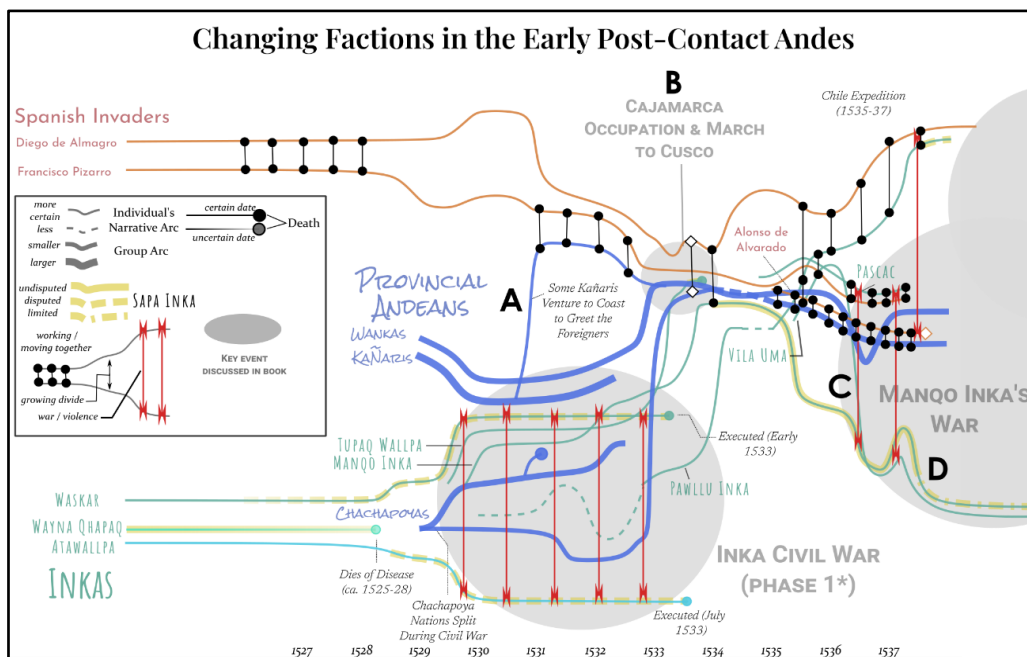 Changing Factions in the Early Post-Contact Andes
B
Cajamarca
Occupation & March
to Cusco
Chile Expedition
(1535-37)
Spanish Invaders
Diego de Almagro
Francisco Pizarro
more
certain
less
smaller
larger
Individual's
Narrative Arc
Group Arc
certain date
uncertain date
Death
undisputed
disputed
limited
Sapa Inka
working /
moving together
growing divide
war / violence
Key event
discussed in book
Provincial
Andeans
Wankas
Kañaris
A
Some Kañaris
Venture to Coast
to Greet the
Foreigners
Alonso de
Alvarado
Pascac
Vila Uma
C
Manqo Inka's
War
D
Tupaq Wallpa
Manqo Inka
Executed (Early
1533)
Pawllu Inka
Waskar
Chachapoyas
Wayna Qhapaq
Atawallpa
Inkas
Dies of Disease
(ca. 1525-28)
Chachapoya
Nations Split
During Civil War
Inka Civil War
(phase 1*)
Executed (July
1533)
1527 1528 1529 1530 1531 1532 1533 1534 1535 1536 1537